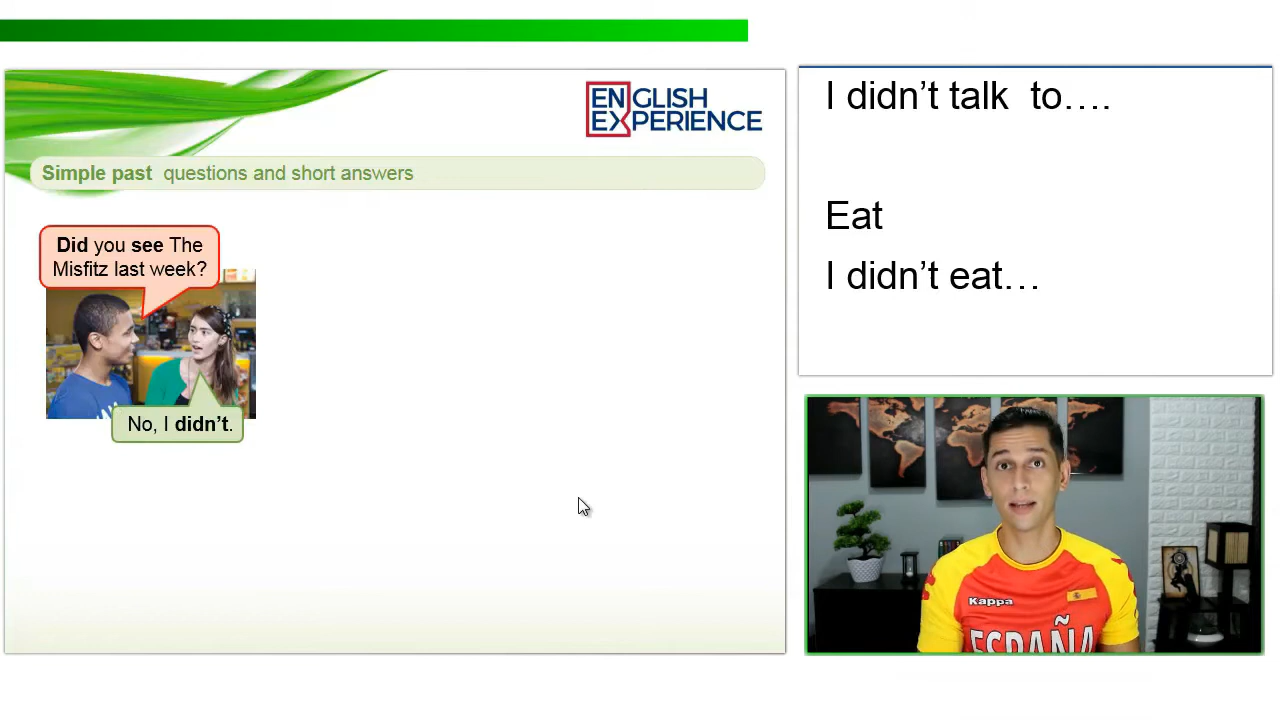 ENGLISH
EXPERIENCE
Simple past questions and short answers
Did you see The
Misfitz last week?
No, I didn't.
I didn't talk to….
Eat
I didn't eat…
Kappa
ESPAÑA